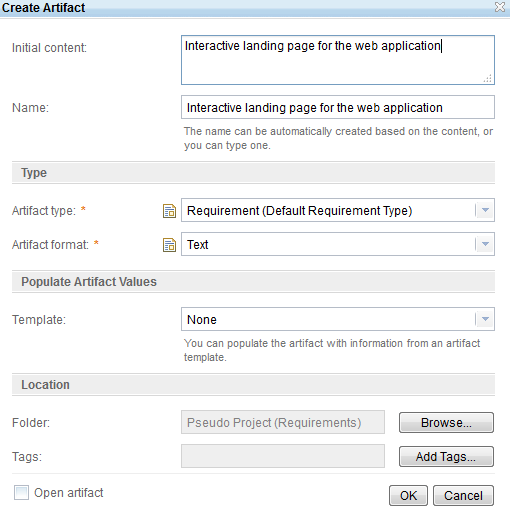 Create Artifact
Initial content:
Interactive landing page for the web application
Name:
Interactive landing page for the web application
The name can be automatically created based on the content, or
you can type one.
Type
Artifact type: *
Requirement (Default Requirement Type)
Artifact format: *
Text
Populate Artifact Values
Template:
None
You can populate the artifact with information from an artifact
template.
Location
Folder:
Pseudo Project (Requirements)
Browse...
Tags:
Add Tags...
Open artifact
OK
Cancel